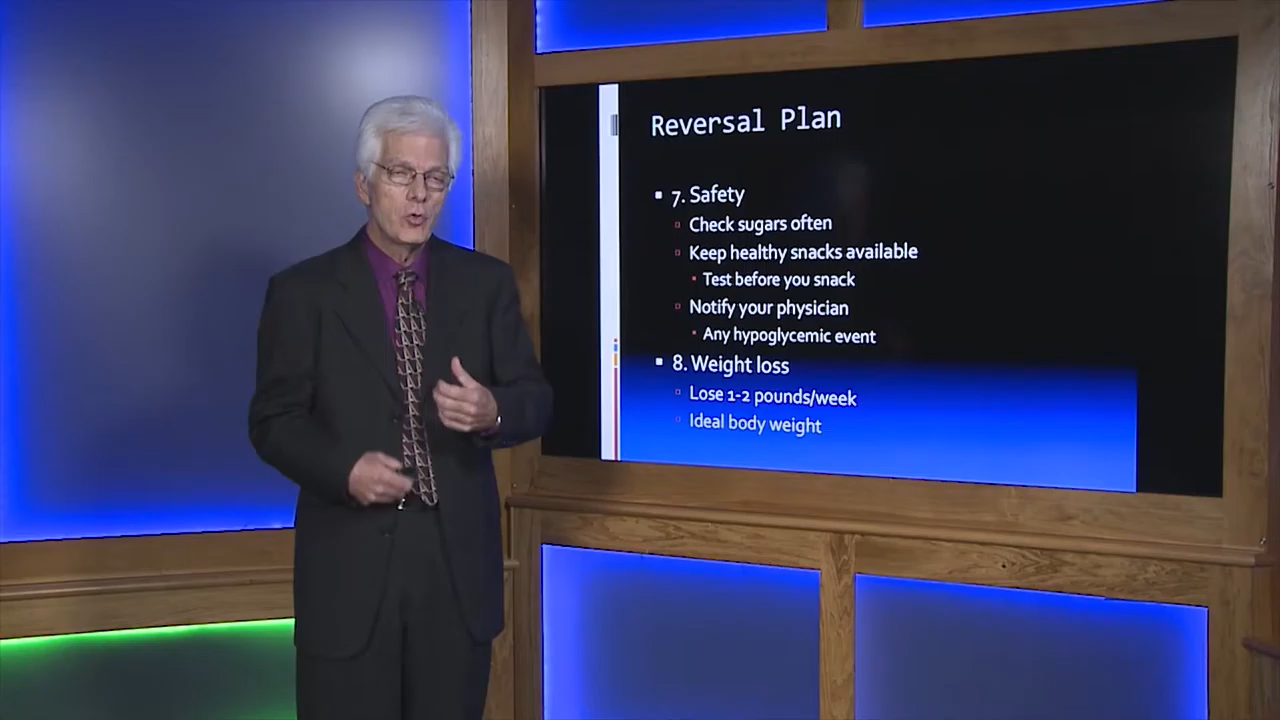 Reversal Plan
7. Safety
Check sugars often
Keep healthy snacks available
Test before you snack
Notify your physician
Any hypoglycemic event
8. Weight loss
Lose 1-2 pounds/week
Ideal body weight